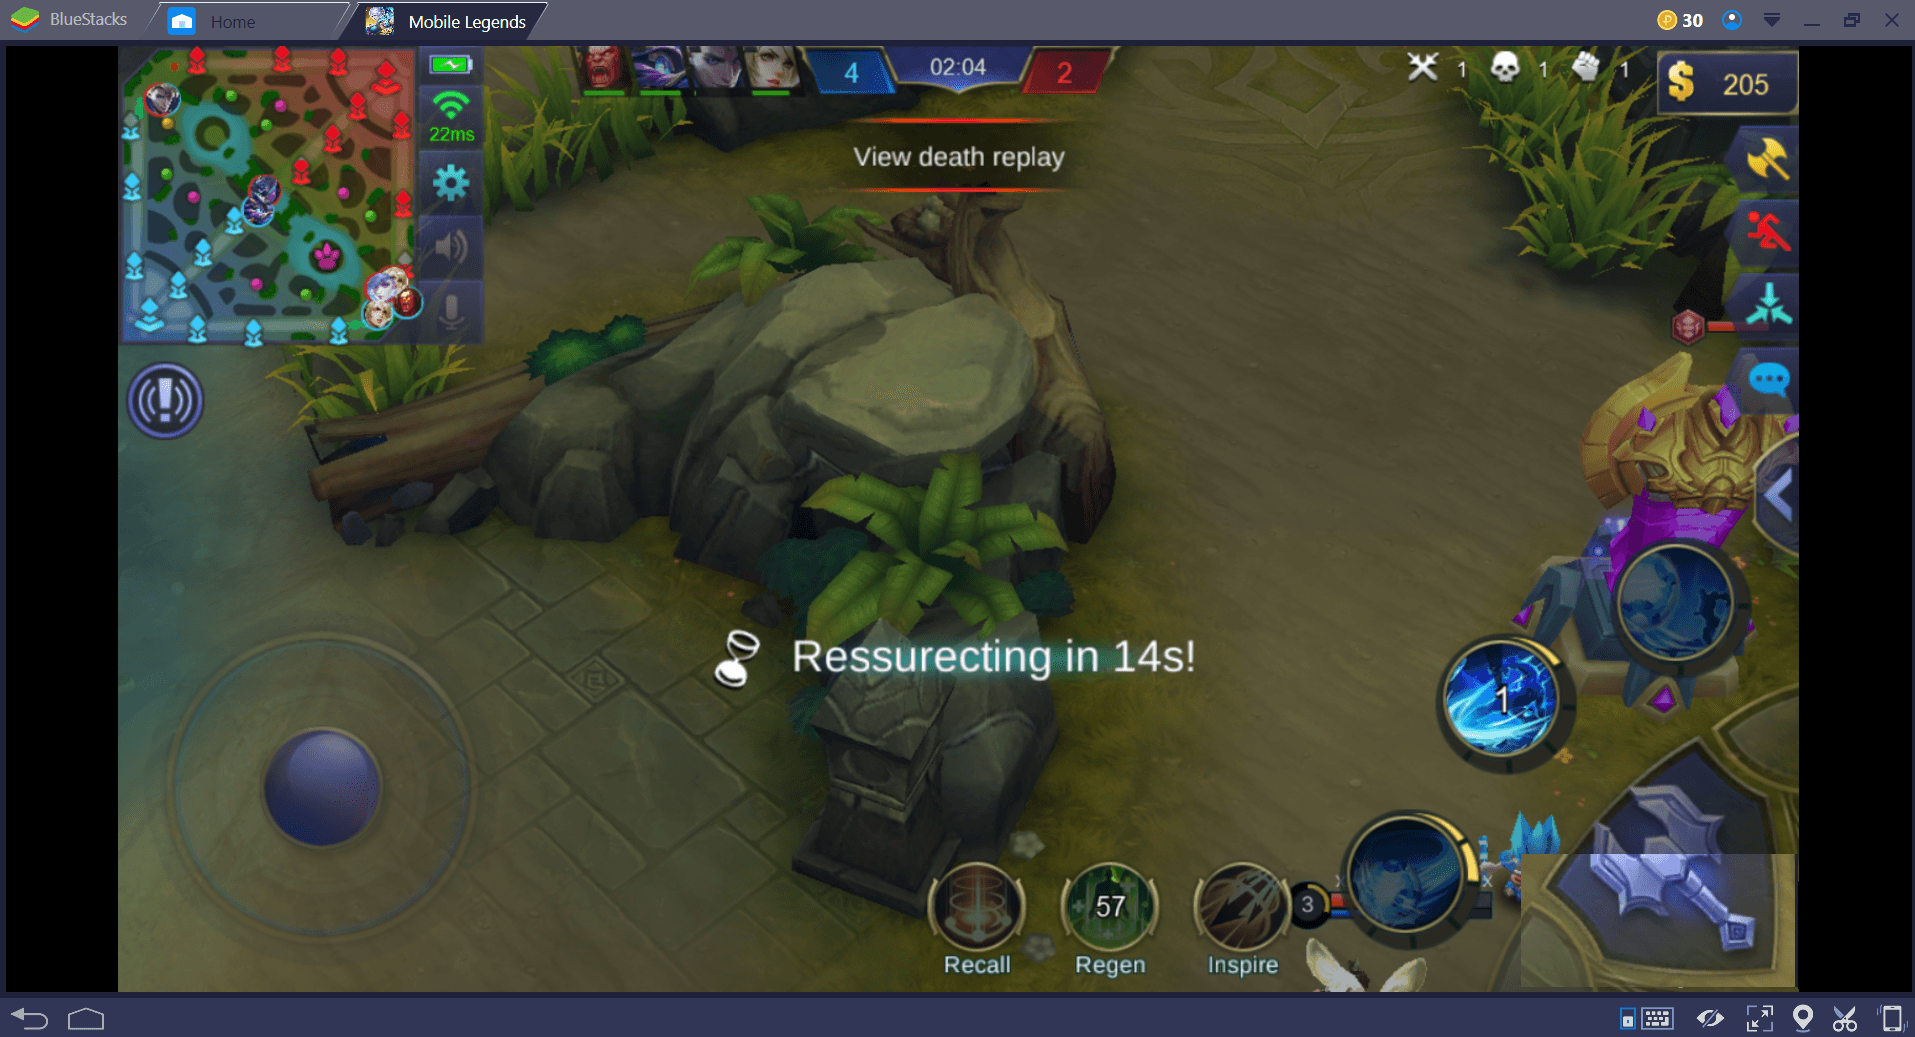 BlueStacks
Home
Mobile Legends
30
22ms
4
02:04
2
1
1
1
$ 205
View death replay
Ressurecting in 14s!
1
57
3
Recall
Regen
Inspire